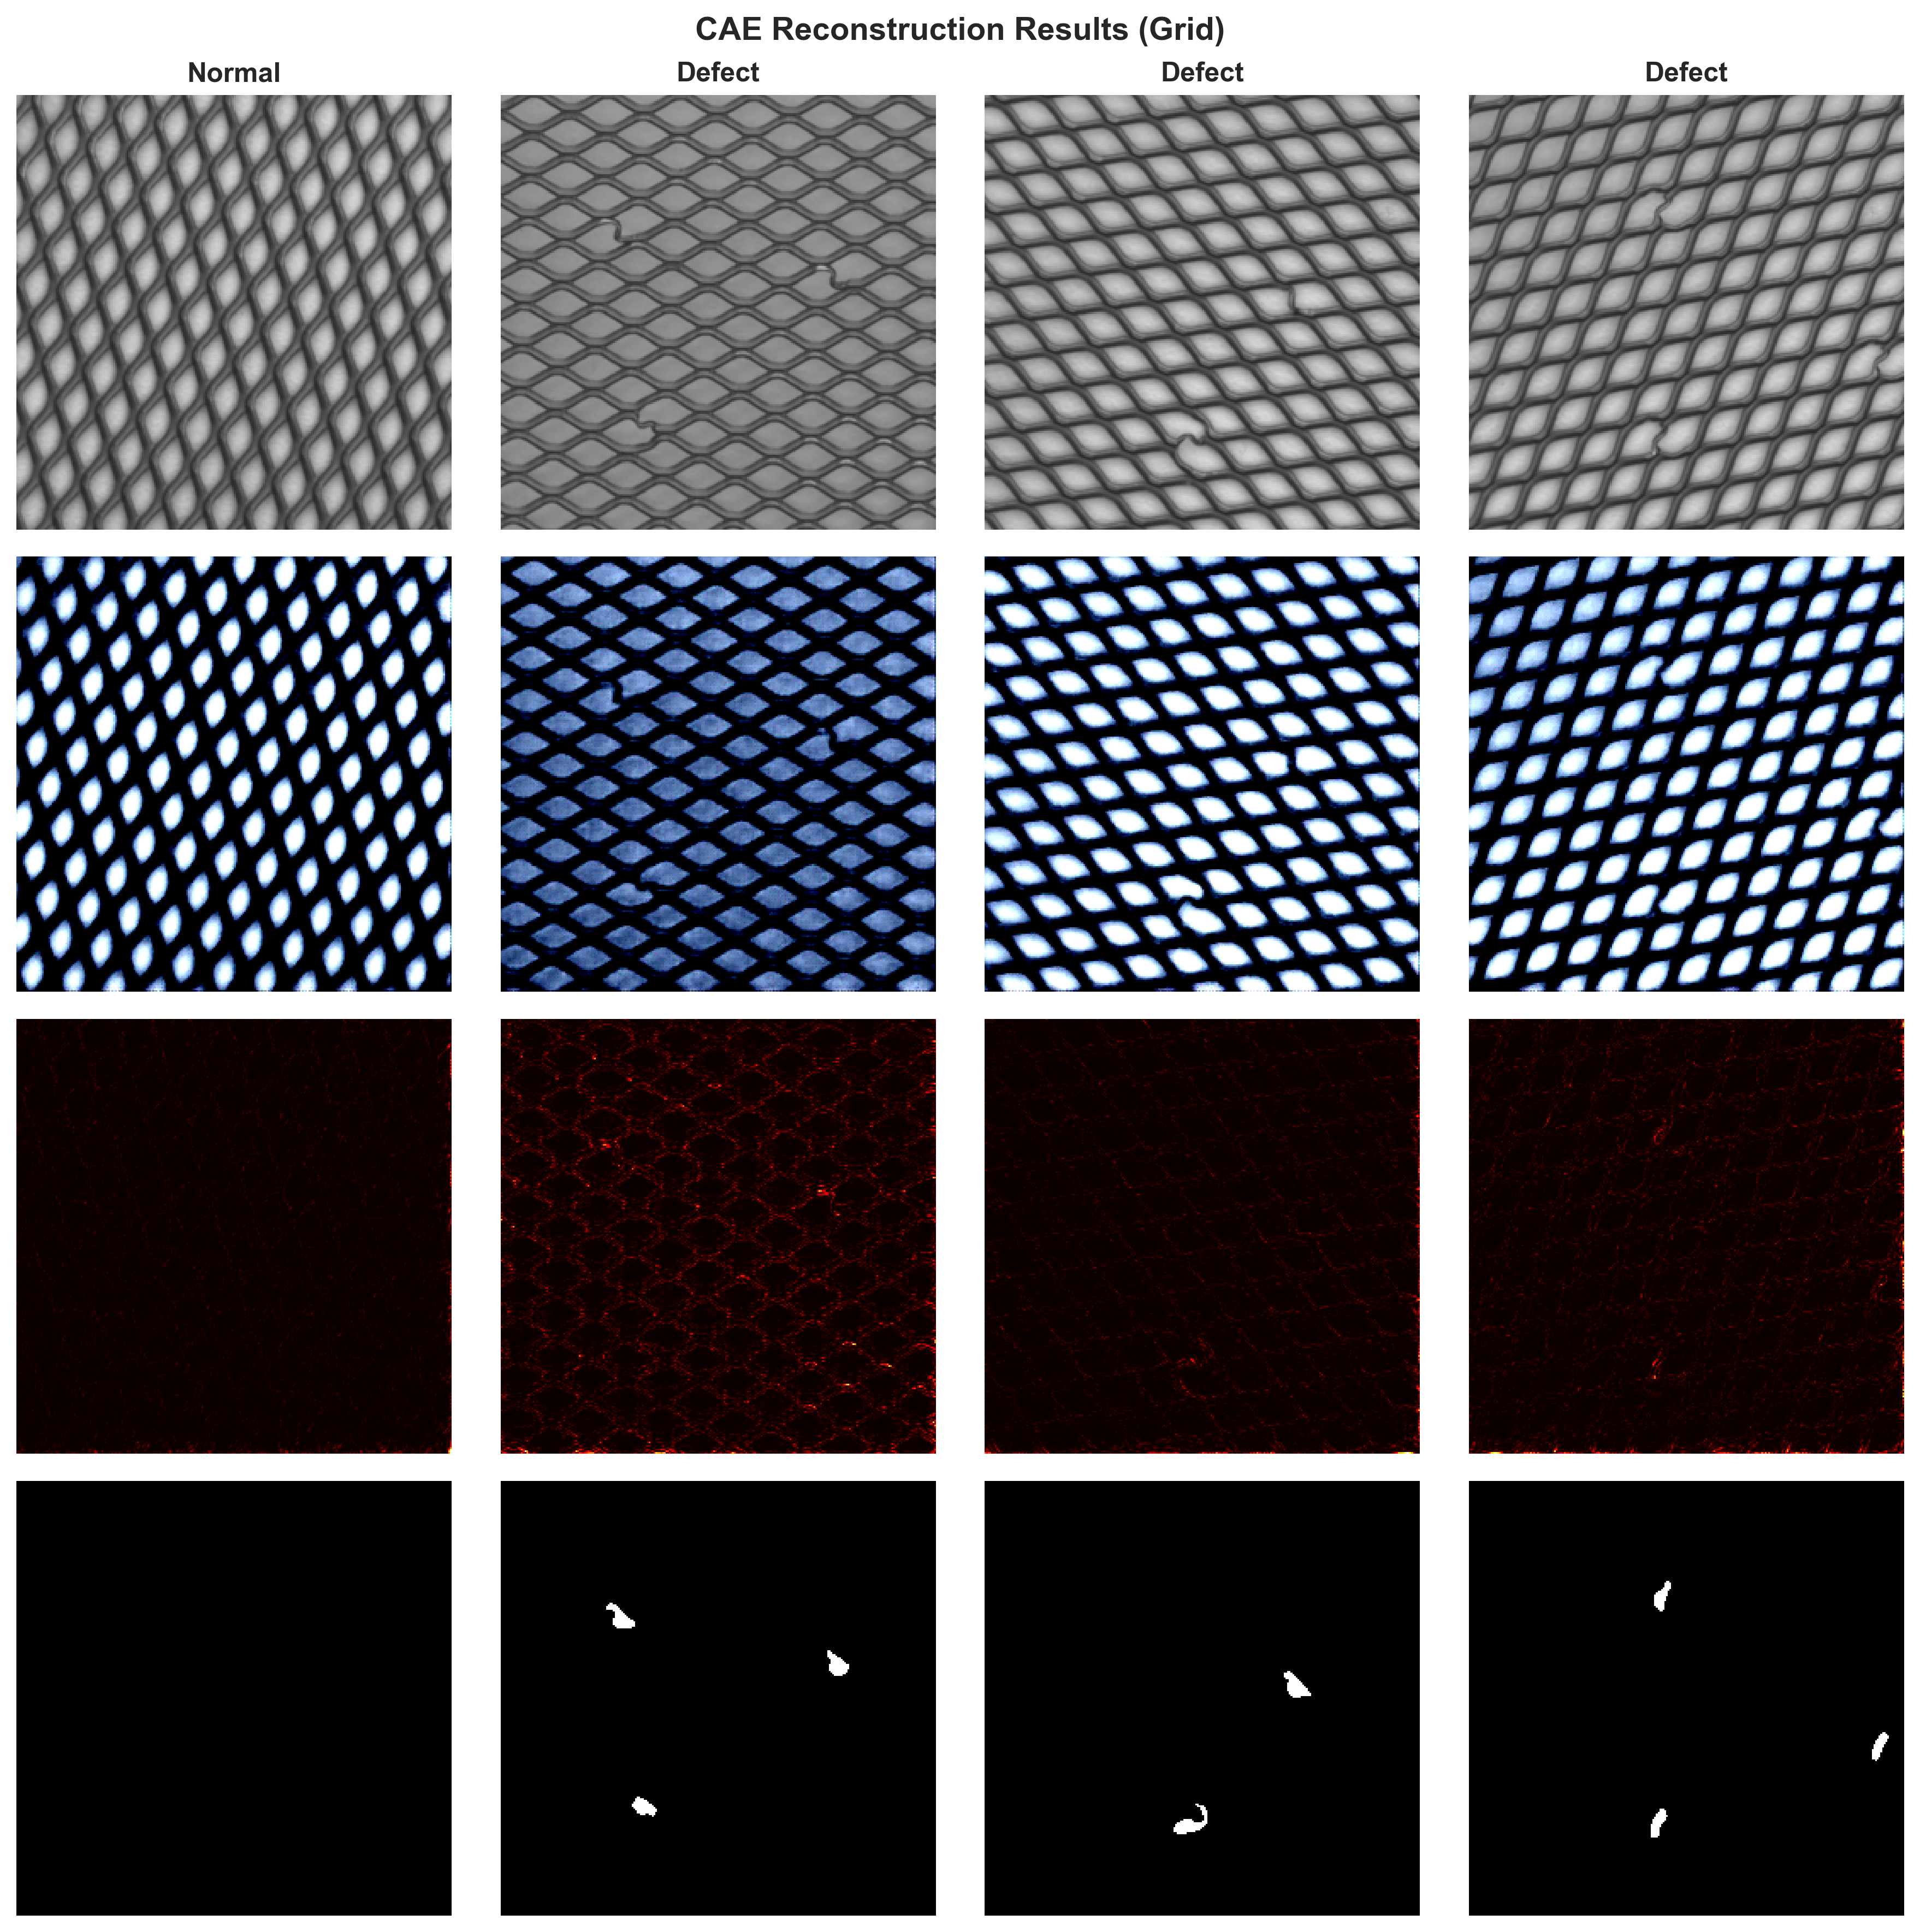 CAE Reconstruction Results (Grid)
Normal Defect Defect Defect